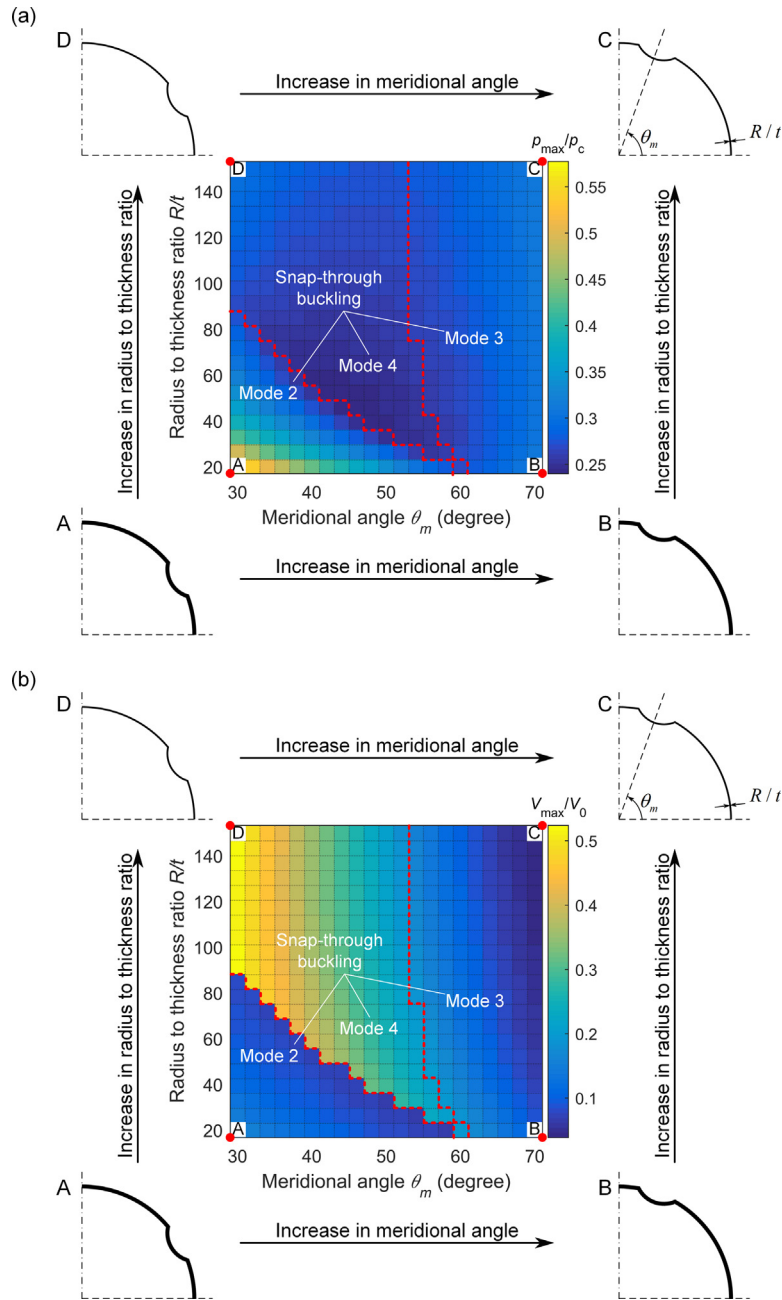 (a)
D
C
Increase in meridional angle
θm
R / t
Increase in radius to thickness ratio
Radius to thickness ratio R/t
140
120
100
80
60
40
20
D
C
Snap-through
buckling
Mode 3
Mode 4
Mode 2
A
B
30
40
50
60
70
Meridional angle θm (degree)
pmax/pc
0.55
0.5
0.45
0.4
0.35
0.3
0.25
Increase in radius to thickness ratio
A
B
Increase in meridional angle
(b)
D
C
Increase in meridional angle
θm
R / t
Increase in radius to thickness ratio
Radius to thickness ratio R/t
140
120
100
80
60
40
20
D
C
Snap-through
buckling
Mode 3
Mode 4
Mode 2
A
B
30
40
50
60
70
Meridional angle θm (degree)
Vmax/V0
0.5
0.4
0.3
0.2
0.1
Increase in radius to thickness ratio
A
B
Increase in meridional angle